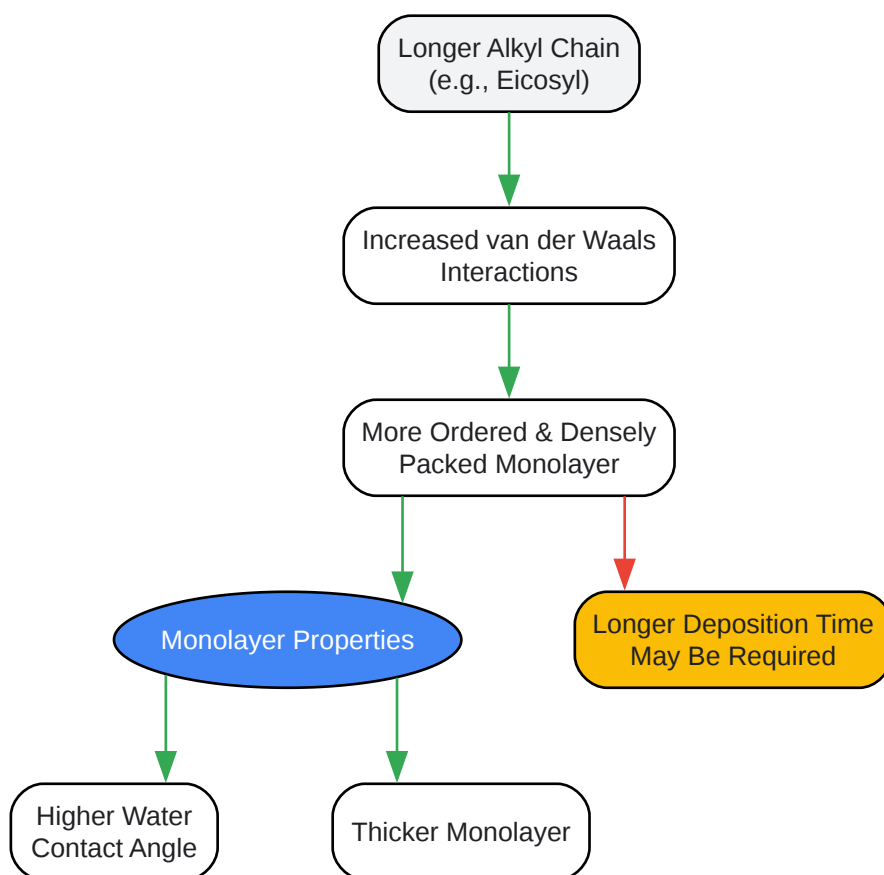 Longer Alkyl Chain
(e.g., Eicosyl)
Increased van der Waals
Interactions
More Ordered & Densely
Packed Monolayer
Monolayer Properties
Longer Deposition Time
May Be Required
Higher Water
Contact Angle
Thicker Monolayer